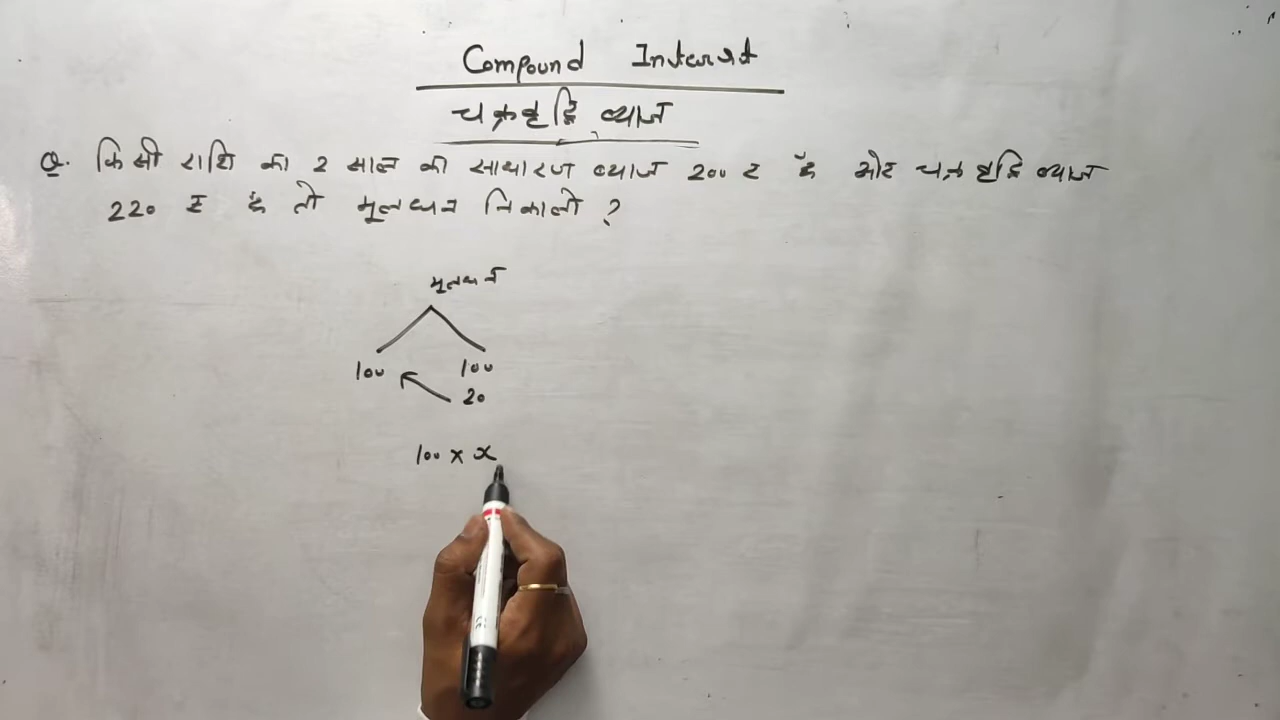 Compound Interest
चक्रवृद्धि ब्याज
Q. किसी राशि का 2 साल का साधारण ब्याज 200 रु है और चक्रवृद्धि ब्याज
220 रु है तो मूलधन निकालो ?
मूलधन
100 100
20
100 × x